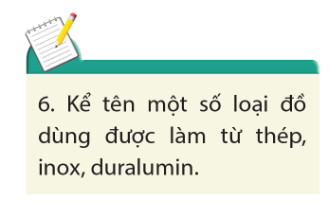 6. Kể tên một số loại đồ
dùng được làm từ thép,
inox, duralumin.